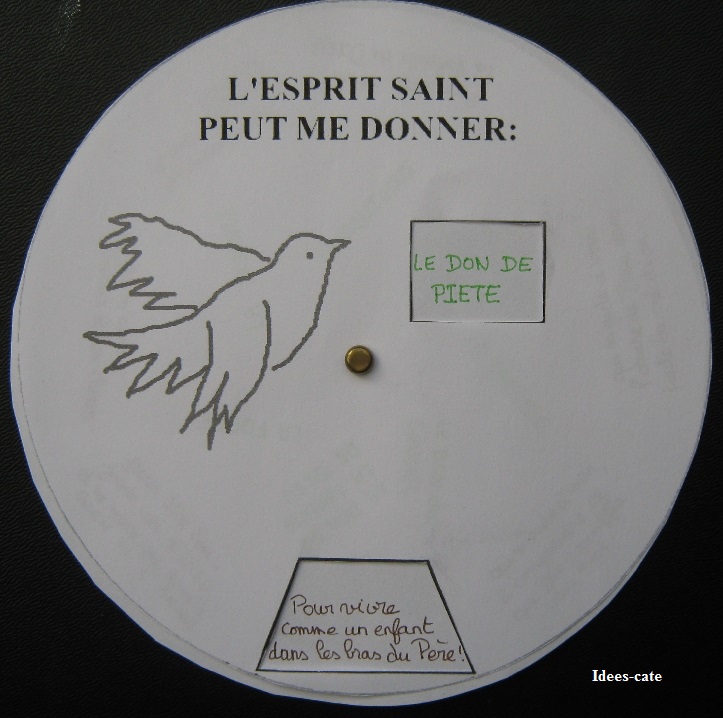 L'ESPRIT SAINT
PEUT ME DONNER:
LE DON DE
PIETE
Pour vivre
comme un enfant
dans les bras du Père!
Idees-cate